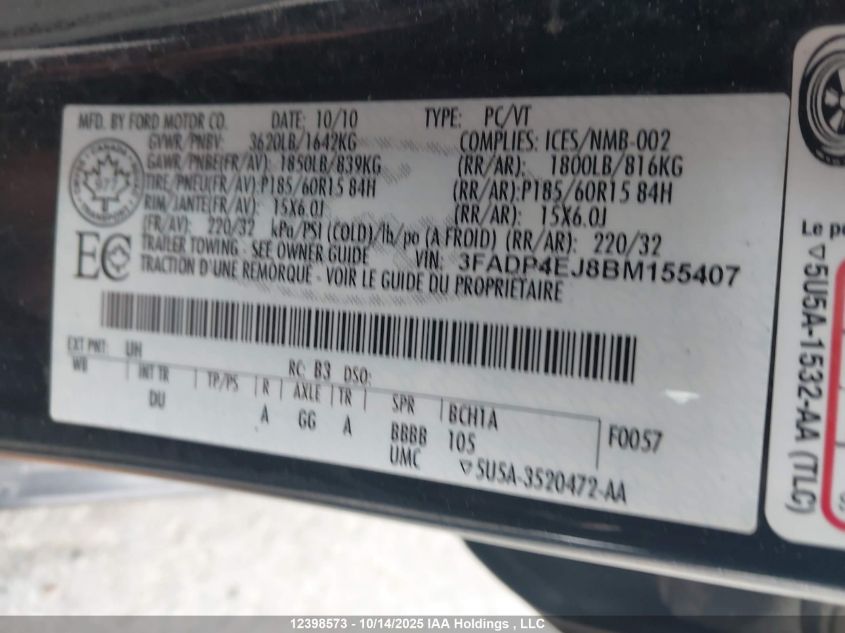 MFD. BY FORD MOTOR CO. DATE: 10/10 TYPE: PC/VT
GVWR/PNBV: 3620LB/1642KG COMPLIES: ICES/NMB-002
GAWR/PNBE(FR/AV): 1850LB/839KG (RR/AR): 1800LB/816KG
TIRE/PNEU(FR/AV):P185/60R15 84H (RR/AR):P185/60R15 84H
RIM/JANTE(FR/AV): 15X6.0J (RR/AR): 15X6.0J
(FR/AV): 220/32 kPa/PSI (COLD)/lb/po (A FROID) (RR/AR): 220/32
TRAILER TOWING - SEE OWNER GUIDE VIN: 3FADP4EJ8BM155407
TRACTION D'UNE REMORQUE - VOIR LE GUIDE DU PROPRIÉTAIRE
CANADA
TRANSPORT
EC
EXT PNT: UH RC: B3 DSO:
WB INT TR TP/PS R AXLE TR SPR BCH1A F0057
DU A GG A BBBB 105
UMC ▽5U5A-3520472-AA
Le p
▽5U5A-1532-AA (TLC)
12398573 - 10/14/2025 IAA Holdings , LLC